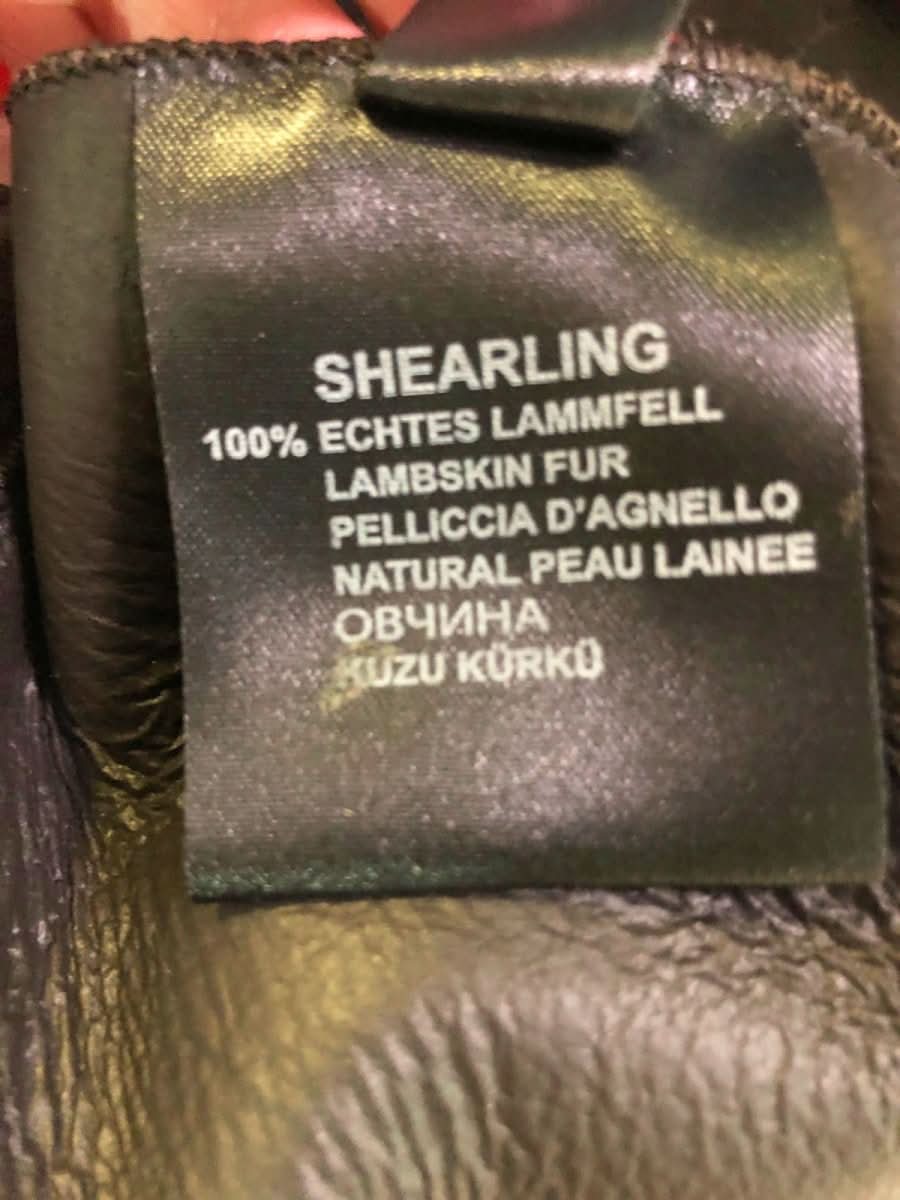 SHEARLING
100% ECHTES LAMMFELL
LAMBSKIN FUR
PELLICCIA D'AGNELLO
NATURAL PEAU LAINEE
ОВЧИНА
KUZU KÜRKÜ